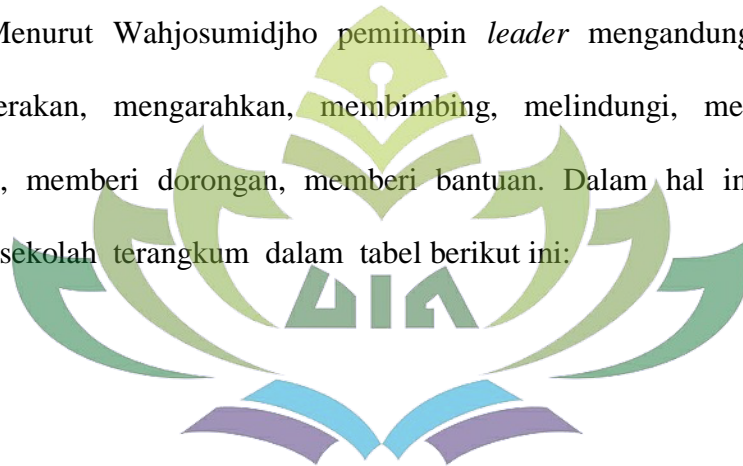 Menurut Wahjosumidjho pemimpin leader mengandung
erakan, mengarahkan, membimbing, melindungi, me
, memberi dorongan, memberi bantuan. Dalam hal in
sekolah terangkum dalam tabel berikut ini:
UIN